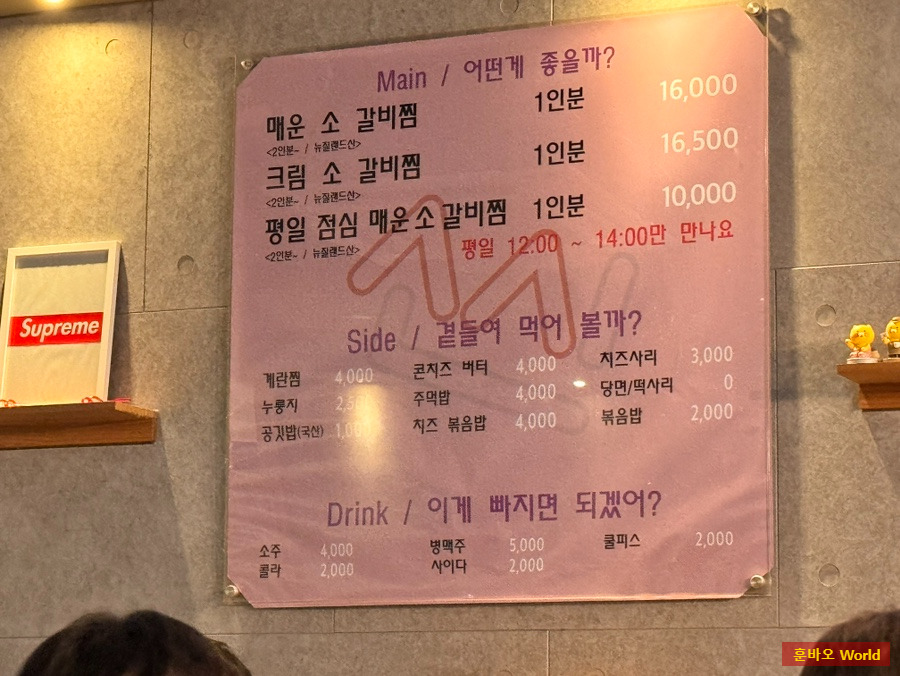 Main / 어떤게 좋을까?
매운 소 갈비찜 1인분 16,000
<2인분~ / 뉴질랜드산>
크림 소 갈비찜 1인분 16,500
<2인분~ / 뉴질랜드산>
평일 점심 매운소갈비찜 1인분 10,000
<2인분~ / 뉴질랜드산> 평일 12:00 ~ 14:00만 만나요
Supreme
Side / 곁들여 먹어 볼까?
계란찜 4,000 콘치즈 버터 4,000 치즈사리 3,000
누룽지 2,500 주먹밥 4,000 당면/떡사리 0
공깃밥(국산) 1,000 치즈 볶음밥 4,000 볶음밥 2,000
Drink / 이게 빠지면 되겠어?
소주 4,000 병맥주 5,000 쿨피스 2,000
콜라 2,000 사이다 2,000
훈바오 World